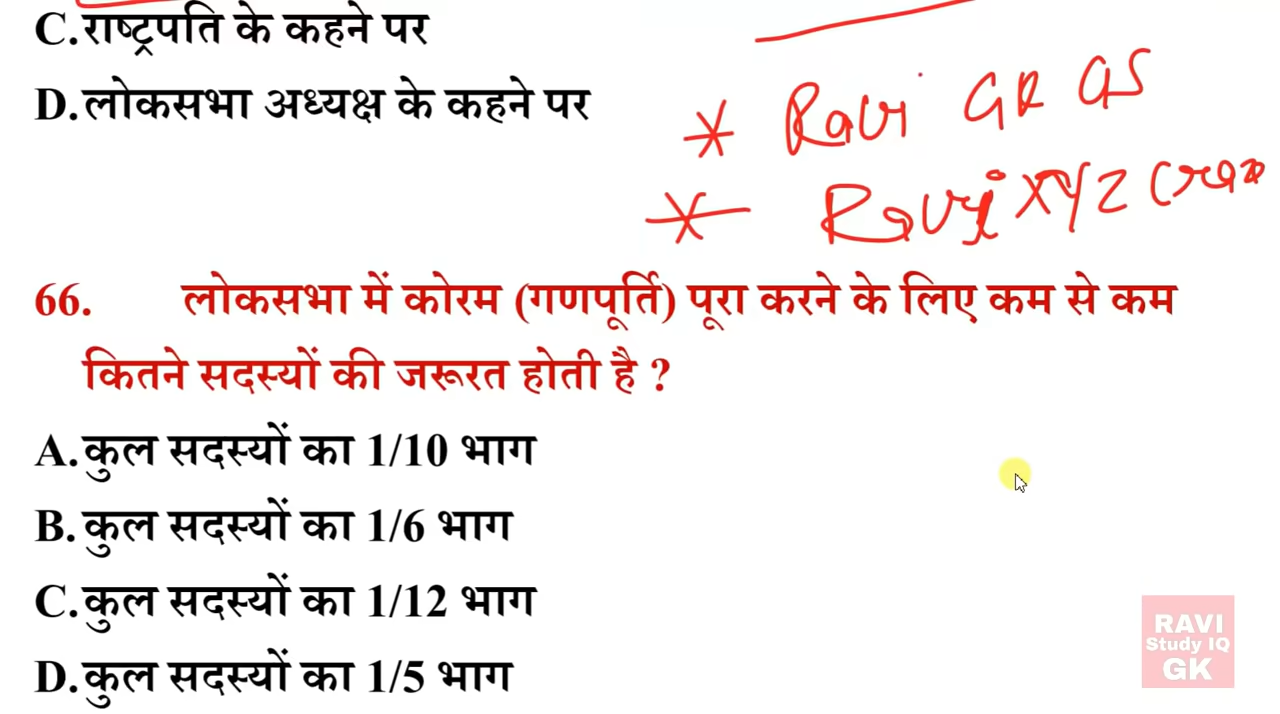 C.राष्ट्रपति के कहने पर
D.लोकसभा अध्यक्ष के कहने पर
* Ravi GK GS
* Ravi XYZ
66. लोकसभा में कोरम (गणपूर्ति) पूरा करने के लिए कम से कम
कितने सदस्यों की जरूरत होती है ?
A.कुल सदस्यों का 1/10 भाग
B.कुल सदस्यों का 1/6 भाग
C.कुल सदस्यों का 1/12 भाग
D.कुल सदस्यों का 1/5 भाग
RAVI
Study IQ
GK